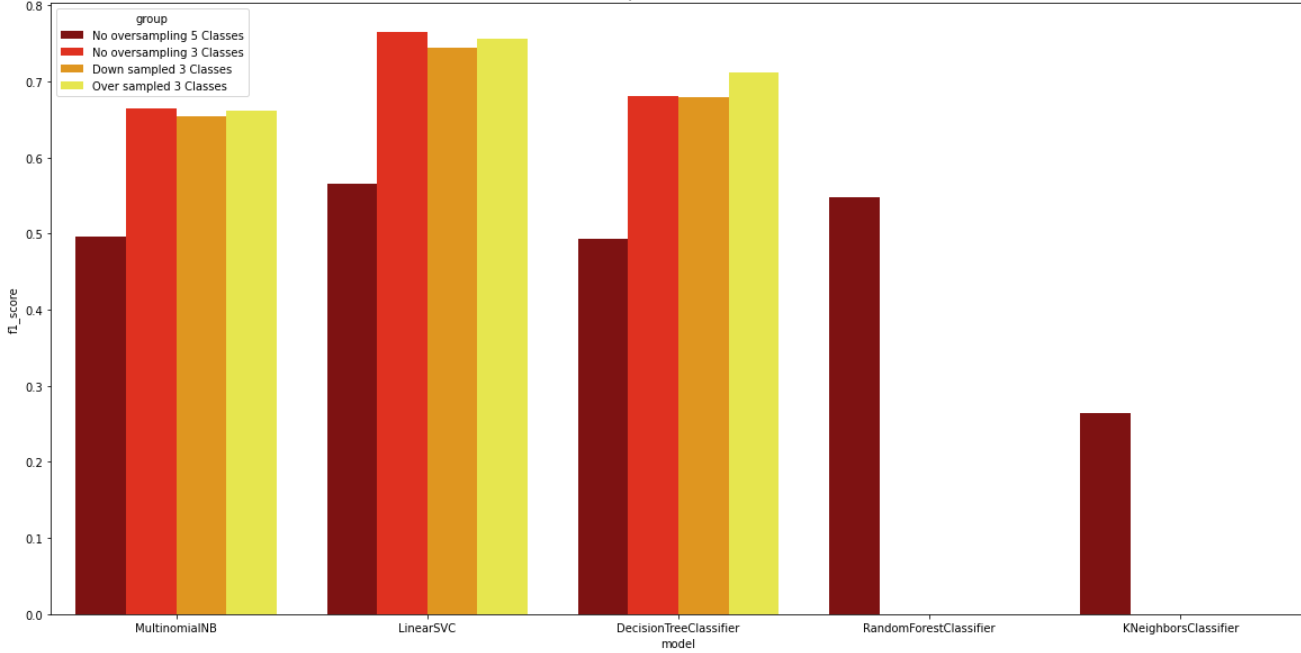 group
No oversampling 5 Classes
No oversampling 3 Classes
Down sampled 3 Classes
Over sampled 3 Classes
0.8
0.7
0.6
0.5
0.4
0.3
0.2
0.1
0.0
f1_score
MultinomialNB LinearSVC DecisionTreeClassifier RandomForestClassifier KNeighborsClassifier
model